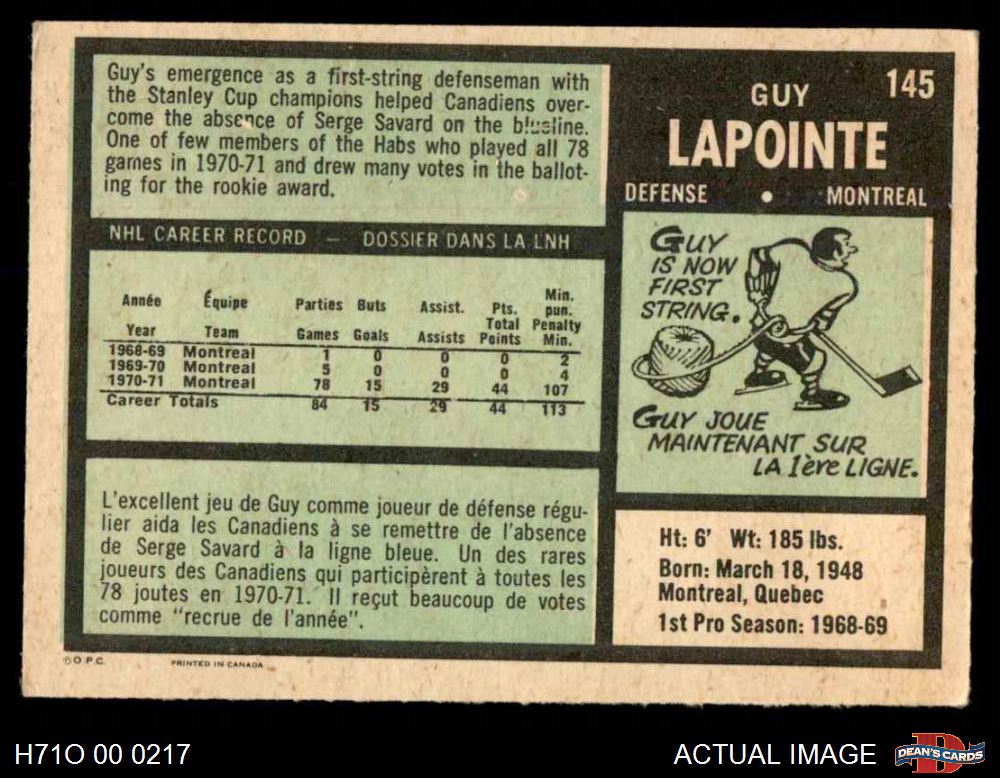 Guy's emergence as a first-string defenseman with
the Stanley Cup champions helped Canadiens over-
come the absence of Serge Savard on the blueline.
One of few members of the Habs who played all 78
games in 1970-71 and drew many votes in the ballot-
ing for the rookie award.
145
GUY
LAPOINTE
DEFENSE • MONTREAL
NHL CAREER RECORD — DOSSIER DANS LA LNH
Année Équipe Parties Buts Assist. Pts. Min. pun.
Year Team Games Goals Assists Total Points Penalty Min.
1968-69 Montreal 1 0 0 0 2
1969-70 Montreal 5 0 0 0 4
1970-71 Montreal 78 15 29 44 107
Career Totals 84 15 29 44 113
GUY
IS NOW
FIRST
STRING.
GUY JOUE
MAINTENANT SUR
LA 1ère LIGNE.
L'excellent jeu de Guy comme joueur de défense régu-
lier aida les Canadiens à se remettre de l'absence
de Serge Savard à la ligne bleue. Un des rares
joueurs des Canadiens qui participèrent à toutes les
78 joutes en 1970-71. Il reçut beaucoup de votes
comme "recrue de l'année".
Ht: 6' Wt: 185 lbs.
Born: March 18, 1948
Montreal, Quebec
1st Pro Season: 1968-69
©O.P.C. PRINTED IN CANADA
H71O 00 0217
ACTUAL IMAGE
DEAN'S CARDS